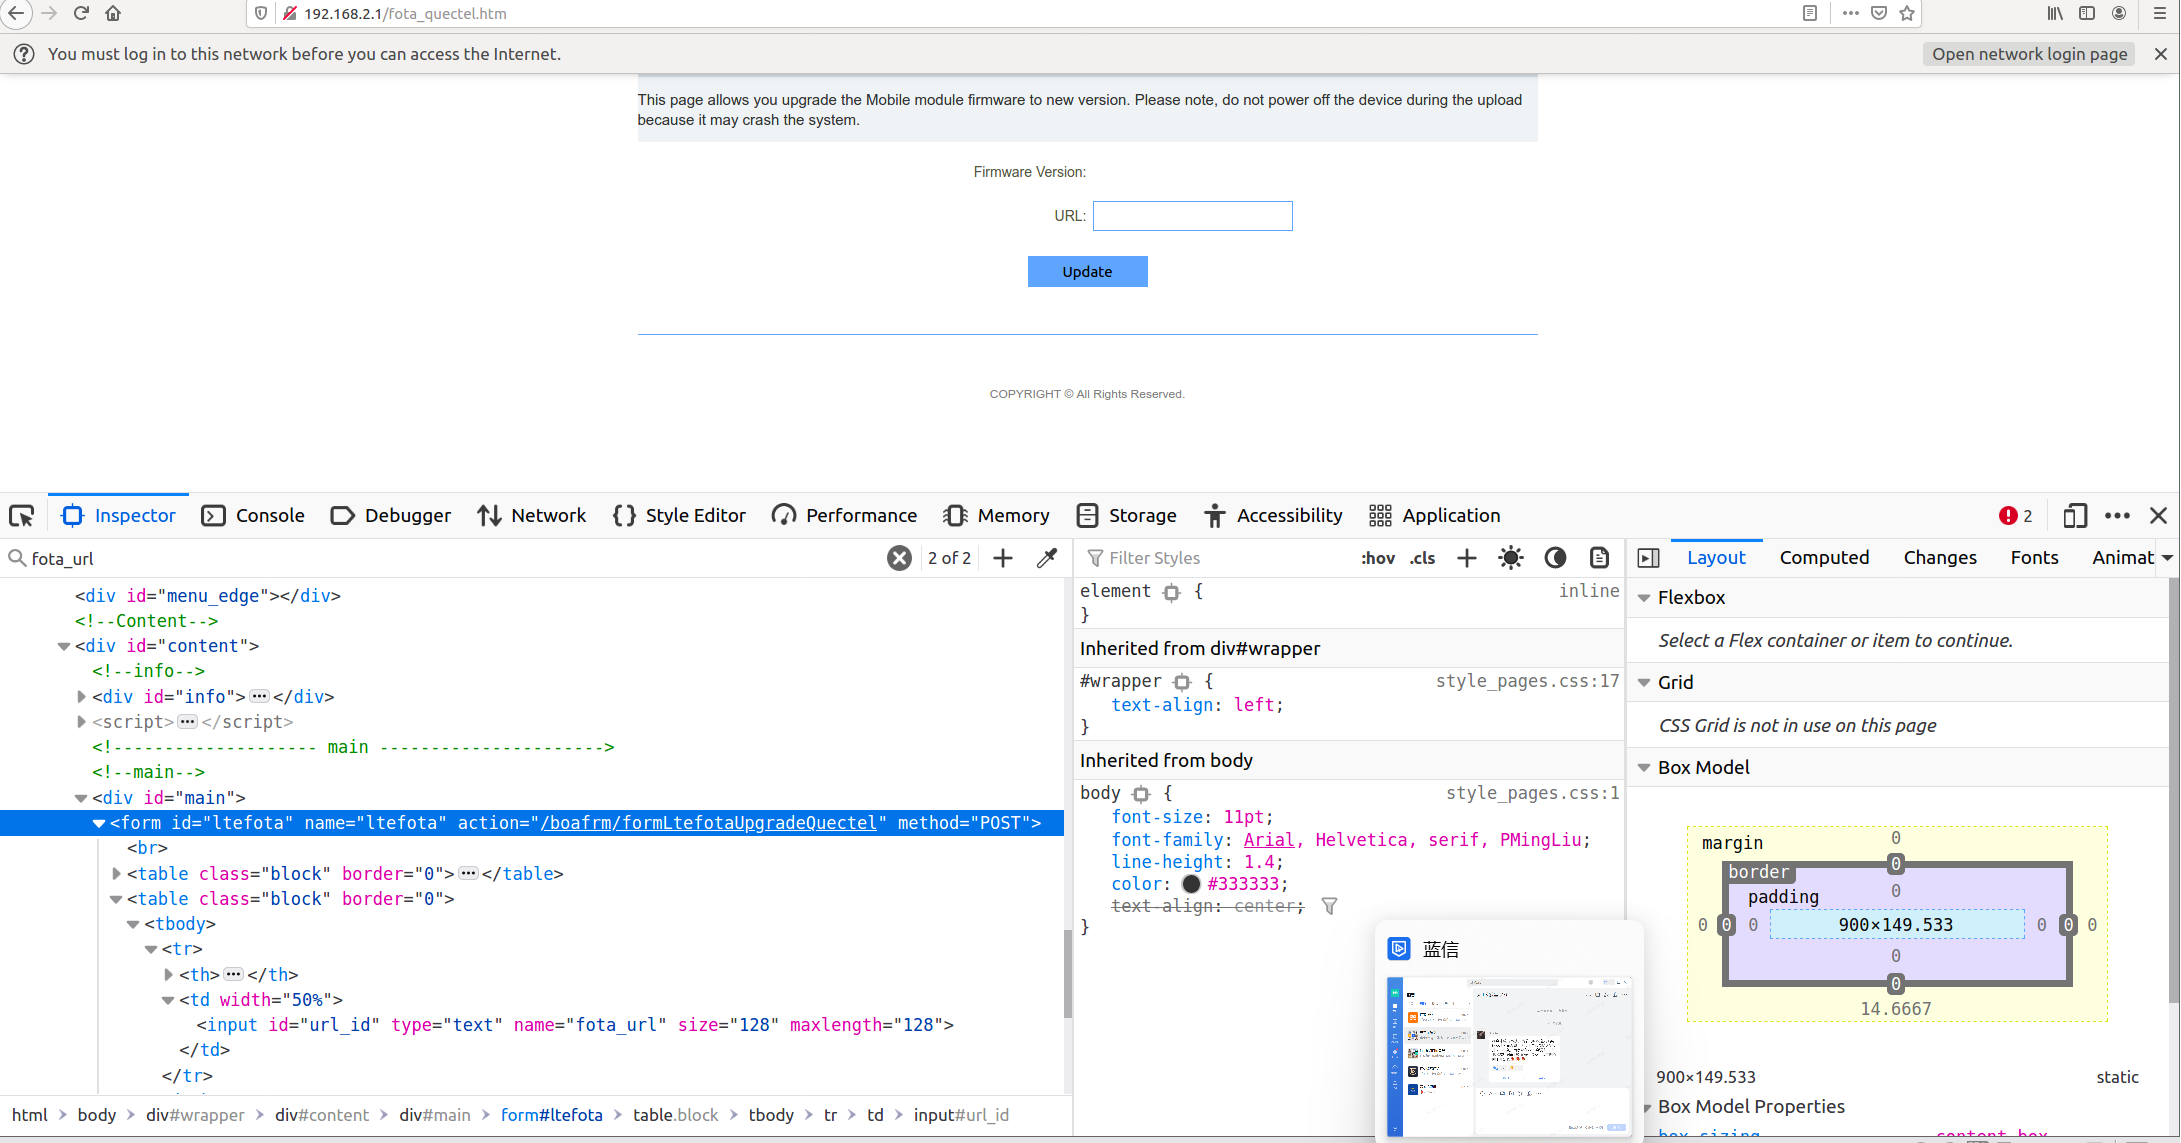 192.168.2.1/fota_quectel.htm
You must log in to this network before you can access the Internet.
Open network login page
This page allows you upgrade the Mobile module firmware to new version. Please note, do not power off the device during the upload
because it may crash the system.
Firmware Version:
URL:
Update
COPYRIGHT © All Rights Reserved.
Inspector Console Debugger Network Style Editor Performance Memory Storage Accessibility Application 2
fota_url 2 of 2
<div id="menu_edge"></div>
<!--Content-->
<div id="content">
<!--info-->
<div id="info"></div>
<script></script>
<!------------------- main --------------------->
<!--main-->
<div id="main">
<form id="ltefota" name="ltefota" action="/boafrm/formLtefotaUpgradeQuectel" method="POST">
<br>
<table class="block" border="0"></table>
<table class="block" border="0">
<tbody>
<tr>
<th></th>
<td width="50%">
<input id="url_id" type="text" name="fota_url" size="128" maxlength="128">
</td>
</tr>
html body div#wrapper div#content div#main form#ltefota table.block tbody tr td input#url_id
Filter Styles :hov .cls
element { inline
}
Inherited from div#wrapper
#wrapper { style_pages.css:17
text-align: left;
}
Inherited from body
body { style_pages.css:1
font-size: 11pt;
font-family: Arial, Helvetica, serif, PMingLiu;
line-height: 1.4;
color: #333333;
text-align: center;
}
蓝信
Layout Computed Changes Fonts Animat
Flexbox
Select a Flex container or item to continue.
Grid
CSS Grid is not in use on this page
Box Model
margin 0
border 0
padding 0
0 0 0 900×149.533 0 0 0
0
0
14.6667
900×149.533 static
Box Model Properties
box-sizing content-box